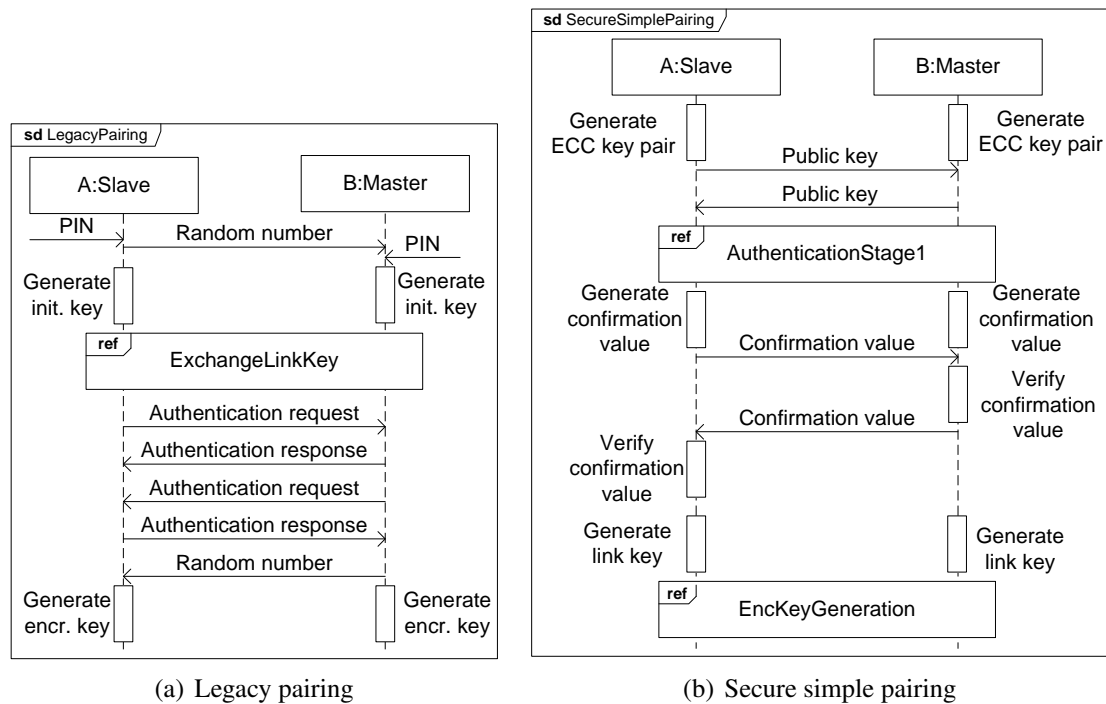 sd LegacyPairing
A:Slave
B:Master
PIN
Random number
PIN
Generate
init. key
Generate
init. key
ref
ExchangeLinkKey
Authentication request
Authentication response
Authentication request
Authentication response
Random number
Generate
encr. key
Generate
encr. key
(a) Legacy pairing
sd SecureSimplePairing
A:Slave
B:Master
Generate
ECC key pair
Generate
ECC key pair
Public key
Public key
ref
AuthenticationStage1
Generate
confirmation
value
Generate
confirmation
value
Confirmation value
Verify
confirmation
value
Confirmation value
Verify
confirmation
value
Generate
link key
Generate
link key
ref
EncKeyGeneration
(b) Secure simple pairing